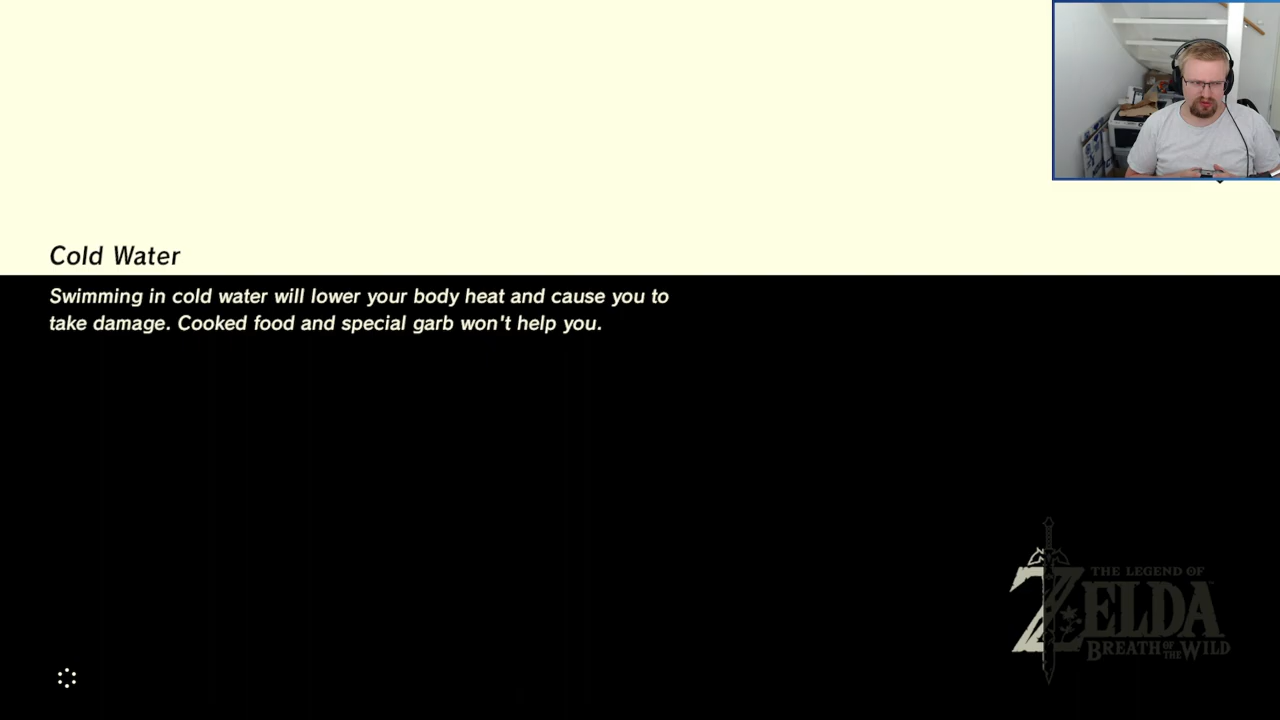 Cold Water
Swimming in cold water will lower your body heat and cause you to
take damage. Cooked food and special garb won't help you.
THE LEGEND OF
ZELDA
BREATH OF THE WILD